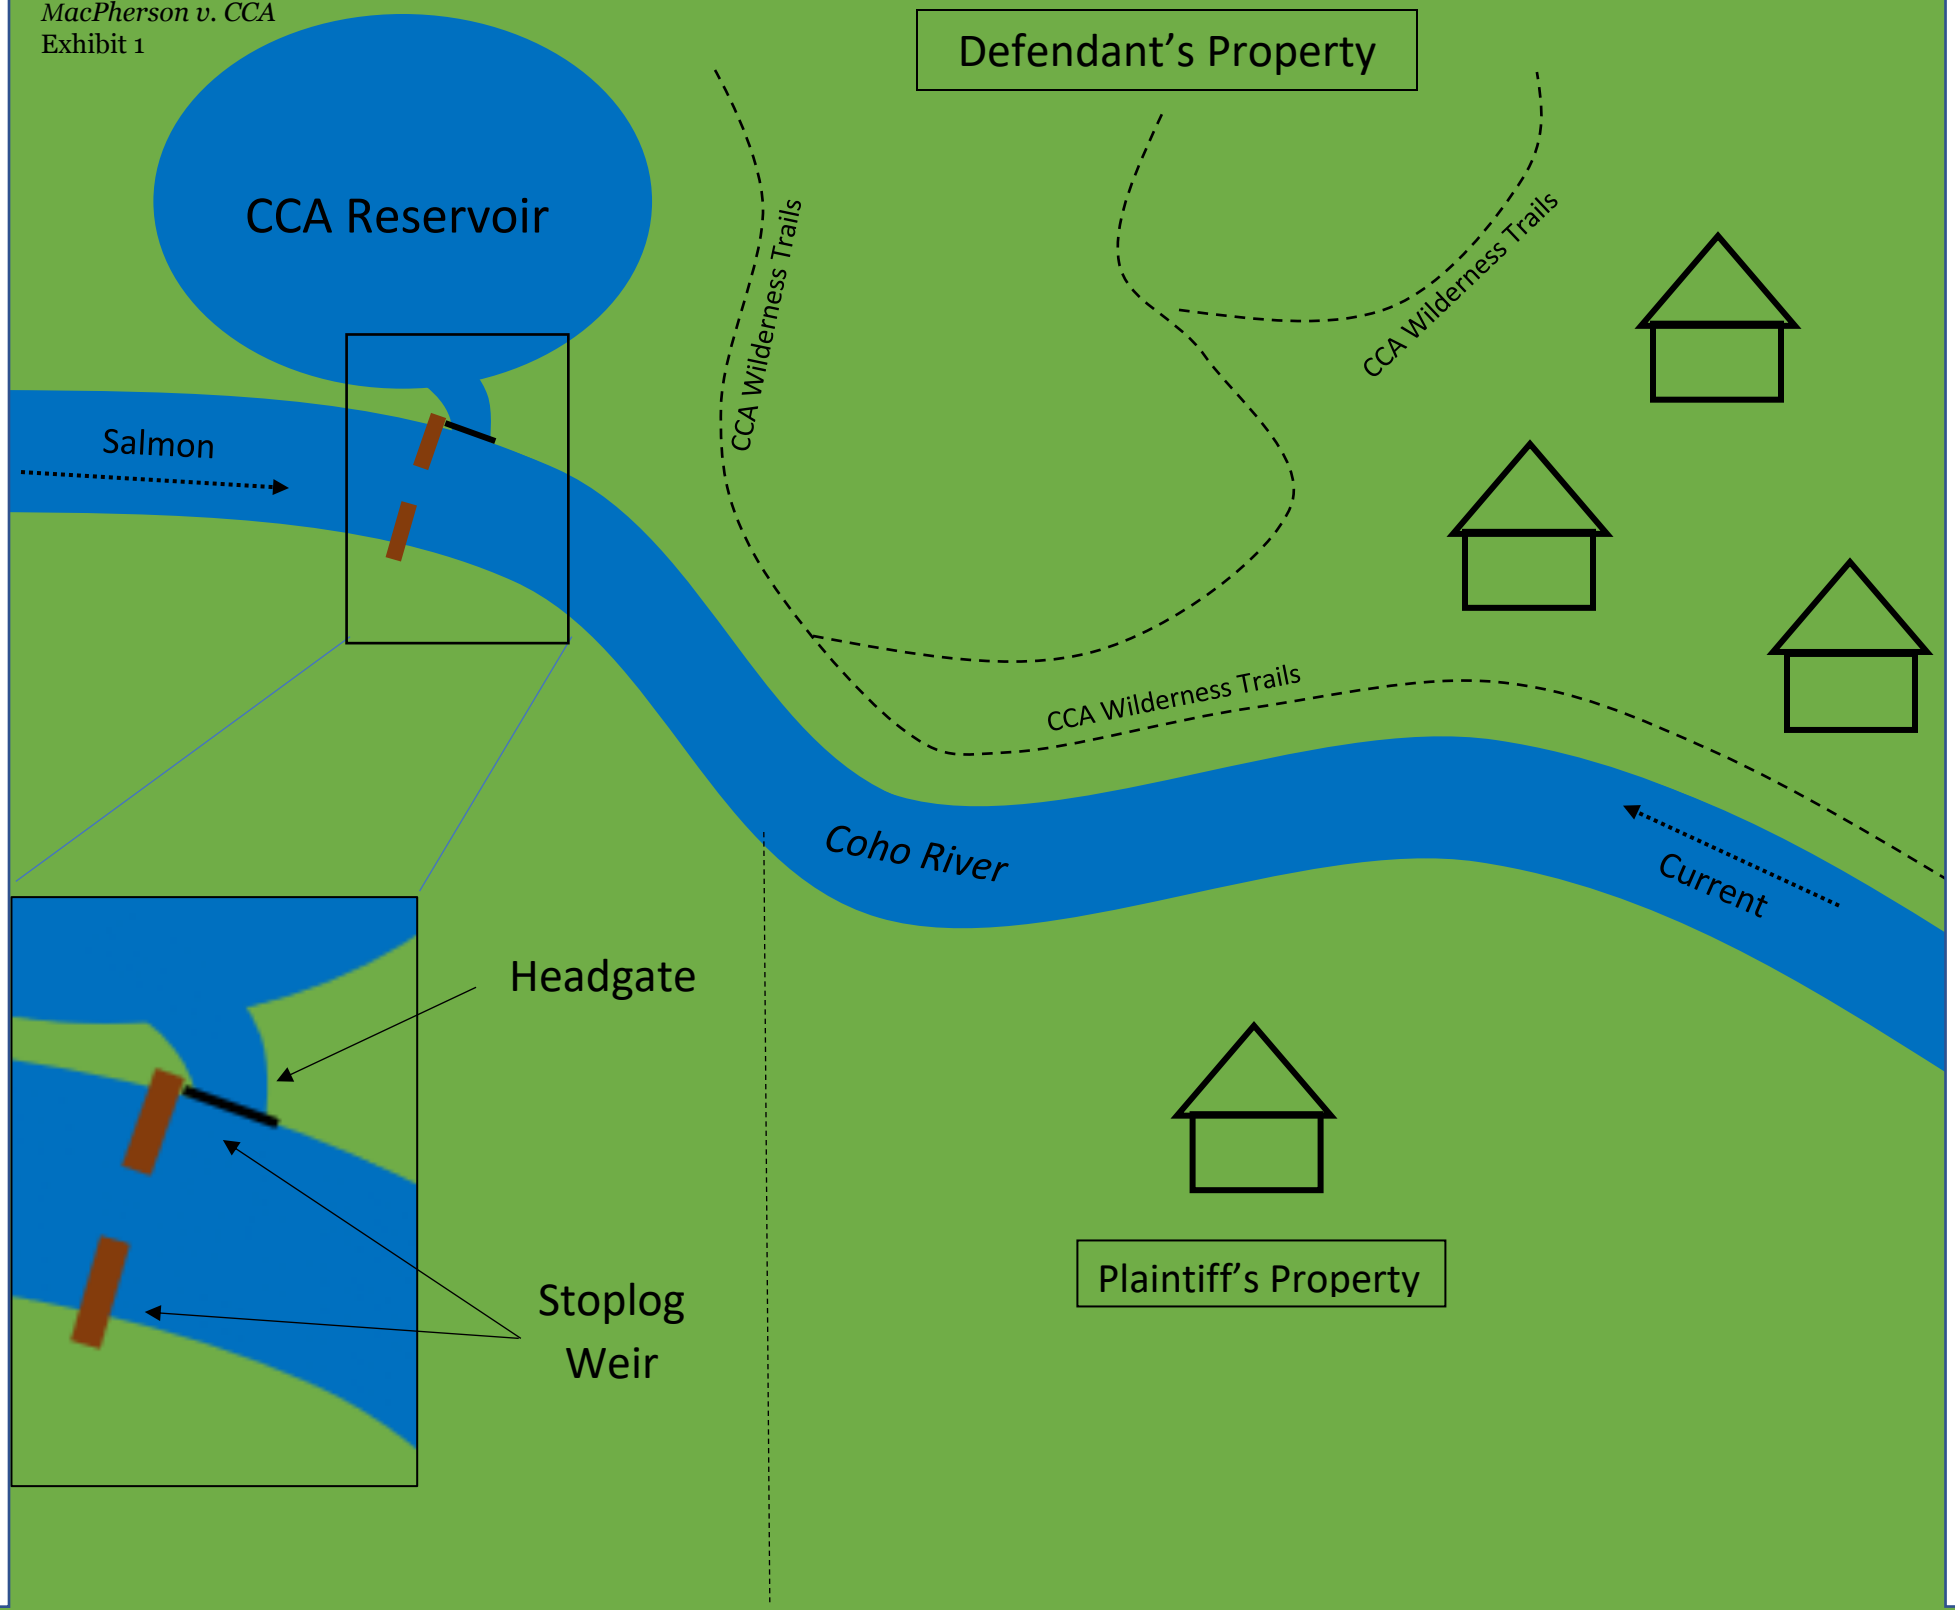 MacPherson v. CCA
Exhibit 1
Defendant’s Property
CCA Reservoir
CCA Wilderness Trails
CCA Wilderness Trails
Salmon
CCA Wilderness Trails
Coho River
Current
Headgate
Plaintiff’s Property
Stoplog
Weir